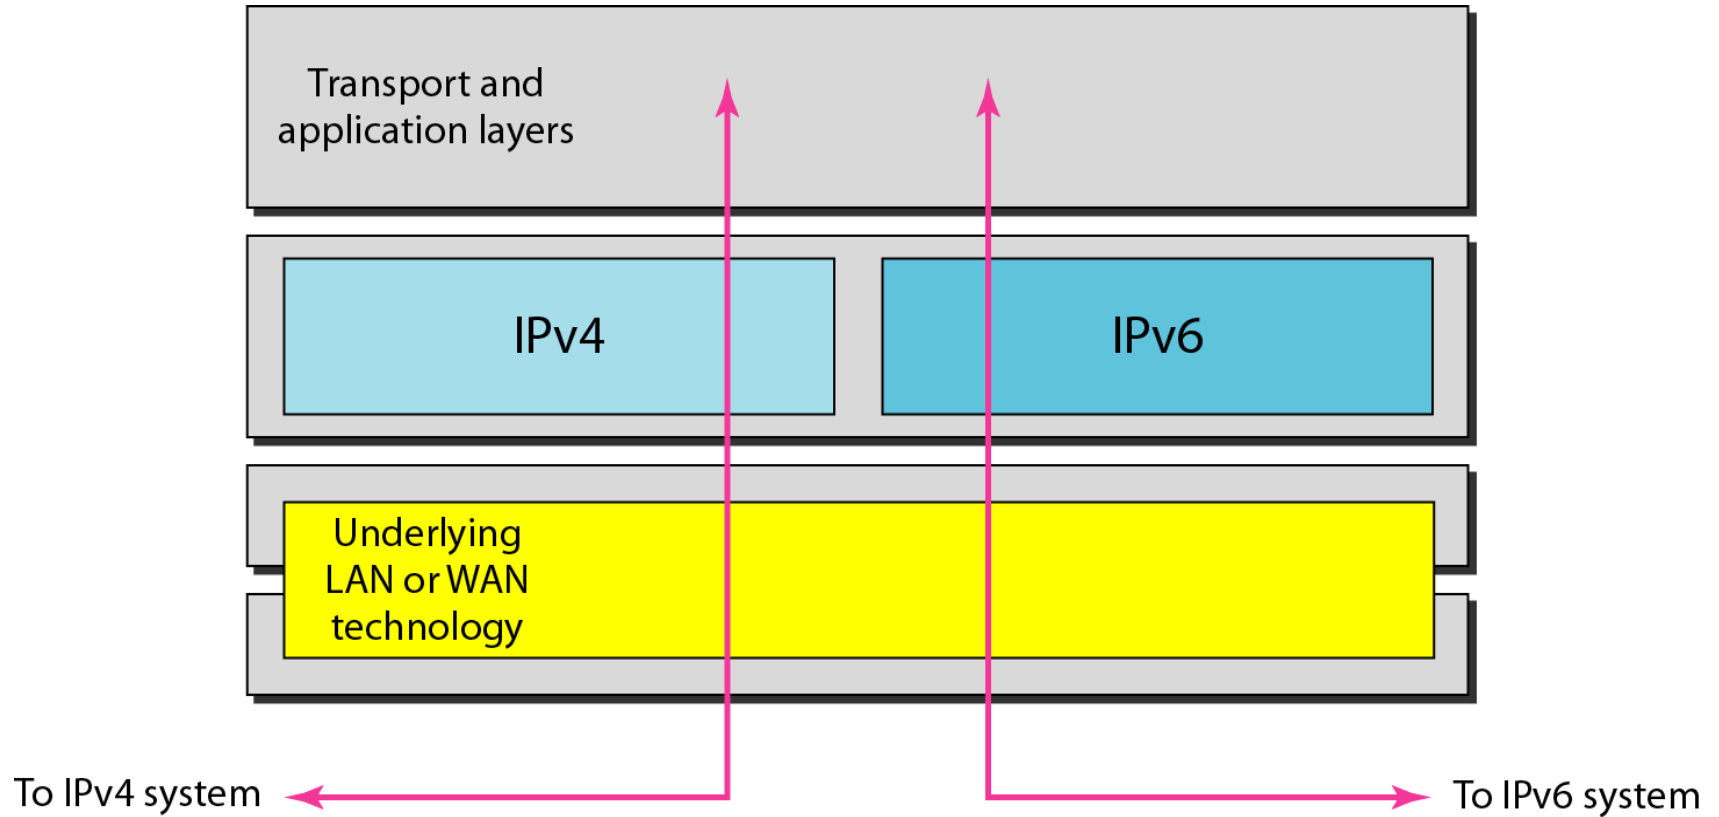 Transport and
application layers
IPv4
IPv6
Underlying
LAN or WAN
technology
To IPv4 system
To IPv6 system